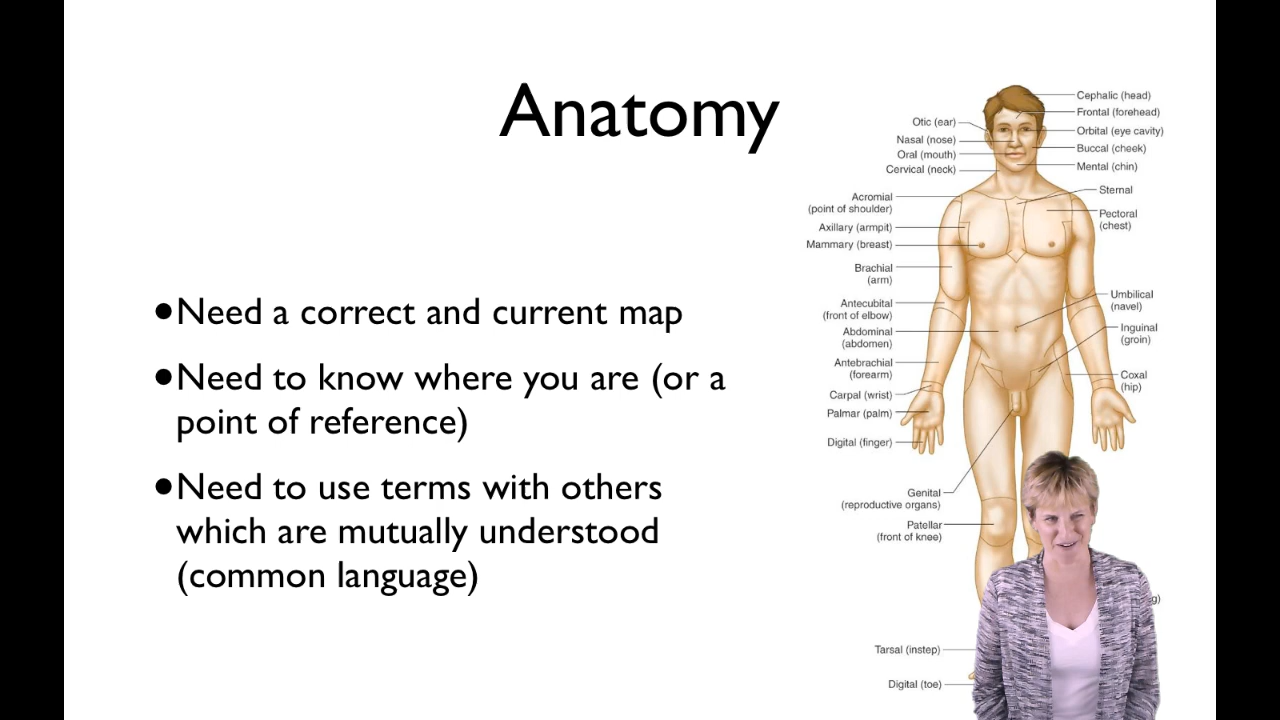 Anatomy
•Need a correct and current map
•Need to know where you are (or a
point of reference)
•Need to use terms with others
which are mutually understood
(common language)
Otic (ear)
Nasal (nose)
Oral (mouth)
Cervical (neck)
Acromial
(point of shoulder)
Axillary (armpit)
Mammary (breast)
Brachial
(arm)
Antecubital
(front of elbow)
Abdominal
(abdomen)
Antebrachial
(forearm)
Carpal (wrist)
Palmar (palm)
Digital (finger)
Genital
(reproductive organs)
Patellar
(front of knee)
Tarsal (instep)
Digital (toe)
Cephalic (head)
Frontal (forehead)
Orbital (eye cavity)
Buccal (cheek)
Mental (chin)
Sternal
Pectoral
(chest)
Umbilical
(navel)
Inguinal
(groin)
Coxal
(hip)